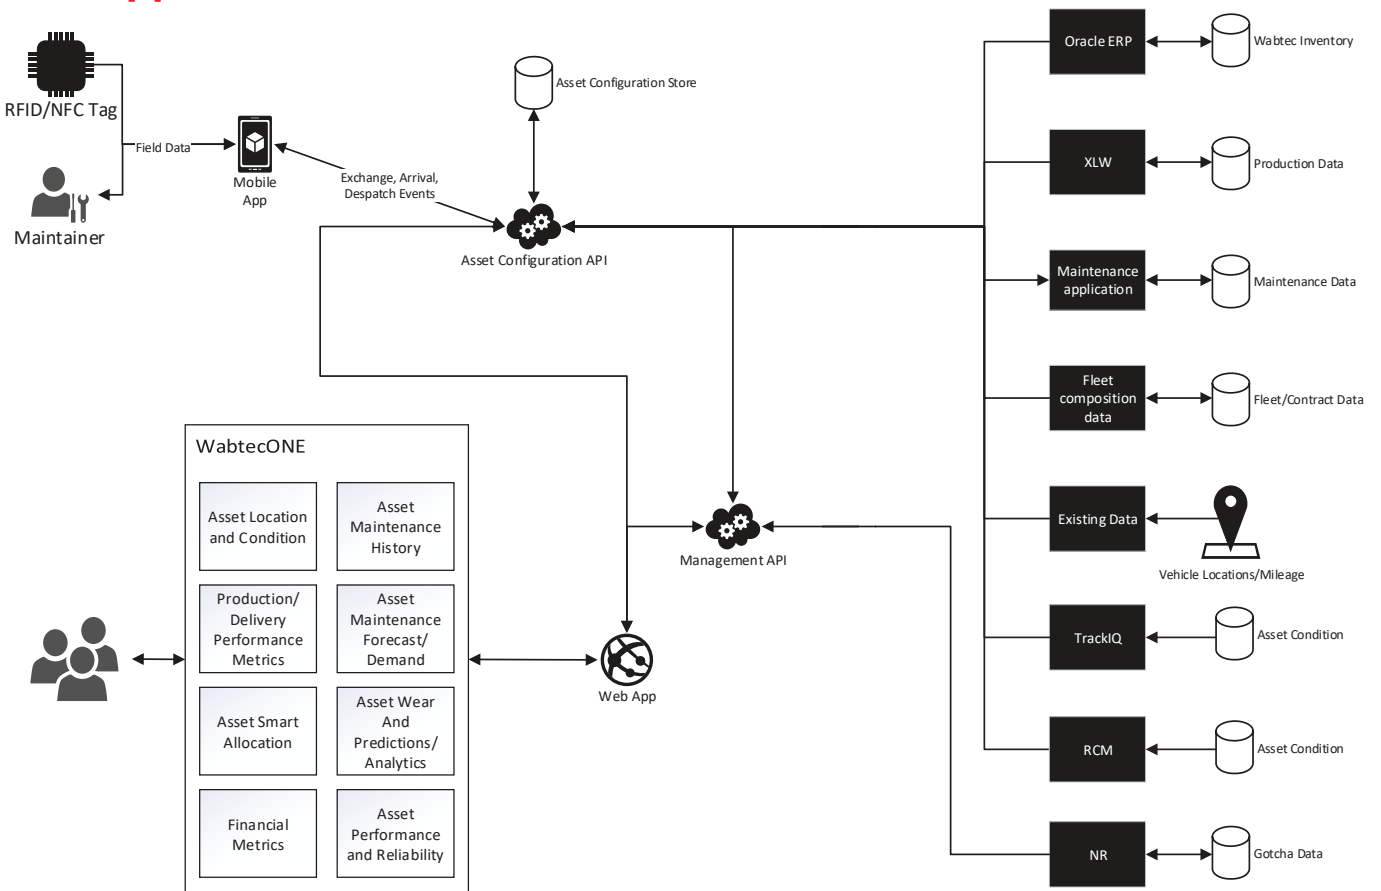 RFID/NFC Tag
Field Data
Maintainer
Mobile
App
Exchange, Arrival,
Despatch Events
Asset Configuration Store
Asset Configuration API
Oracle ERP
Wabtec Inventory
XLW
Production Data
Maintenance
application
Maintenance Data
Fleet
composition
data
Fleet/Contract Data
Existing Data
Vehicle Locations/Mileage
TrackIQ
Asset Condition
RCM
Asset Condition
NR
Gotcha Data
Management API
Web App
WabtecONE
Asset Location
and Condition
Asset
Maintenance
History
Production/
Delivery
Performance
Metrics
Asset
Maintenance
Forecast/
Demand
Asset Smart
Allocation
Asset Wear
And
Predictions/
Analytics
Financial
Metrics
Asset
Performance
and Reliability